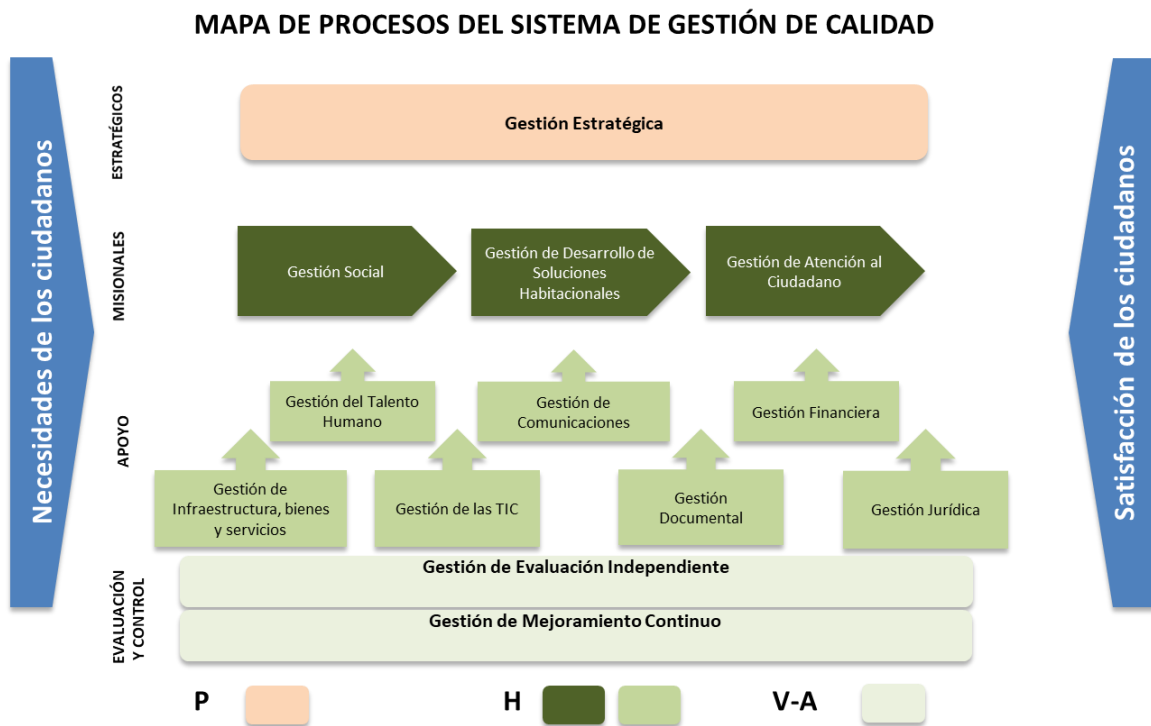 MAPA DE PROCESOS DEL SISTEMA DE GESTIÓN DE CALIDAD
Necesidades de los ciudadanos
ESTRATÉGICOS
Gestión Estratégica
MISIONALES
Gestión Social
Gestión de Desarrollo de
Soluciones
Habitacionales
Gestión de Atención al
Ciudadano
APOYO
Gestión del Talento
Humano
Gestión de
Comunicaciones
Gestión Financiera
Gestión de
Infraestructura, bienes
y servicios
Gestión de las TIC
Gestión
Documental
Gestión Jurídica
EVALUACIÓN
Y CONTROL
Gestión de Evaluación Independiente
Gestión de Mejoramiento Continuo
Satisfacción de los ciudadanos
P
H
V-A